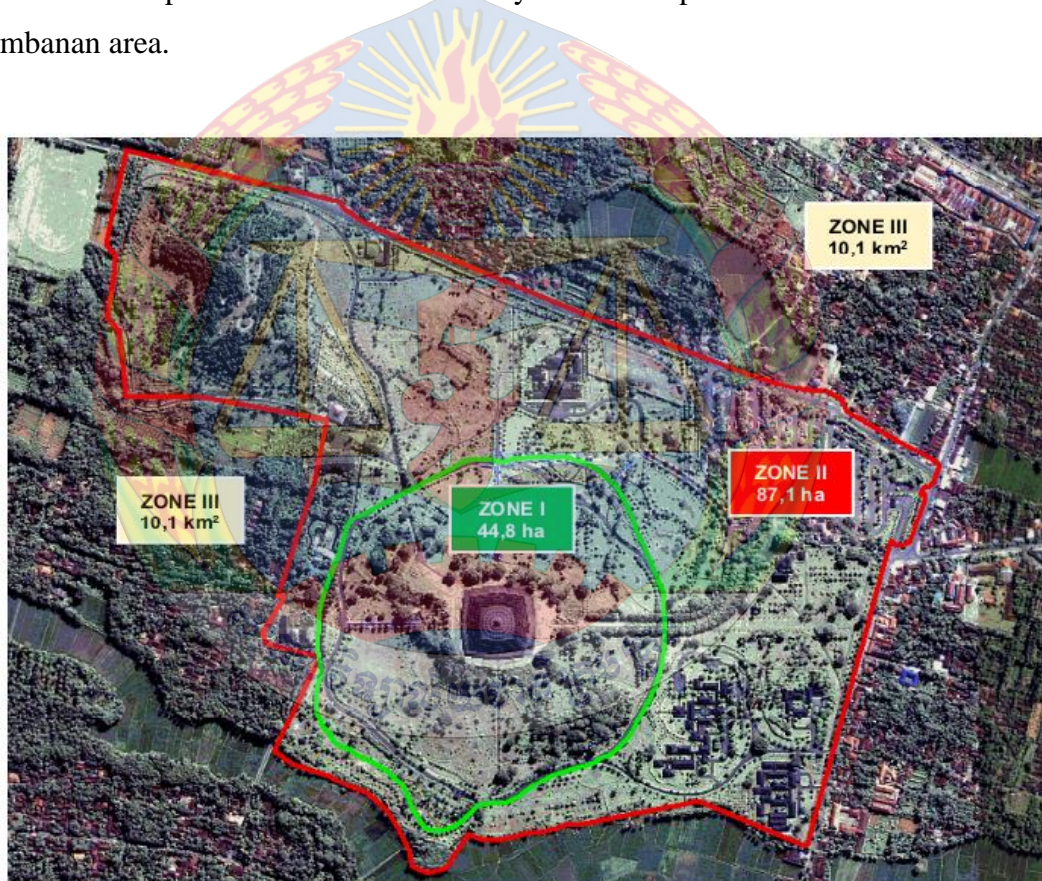 mbanan area.
ZONE III
10,1 km²
ZONE II
87,1 ha
ZONE III
10,1 km²
ZONE I
44,8 ha